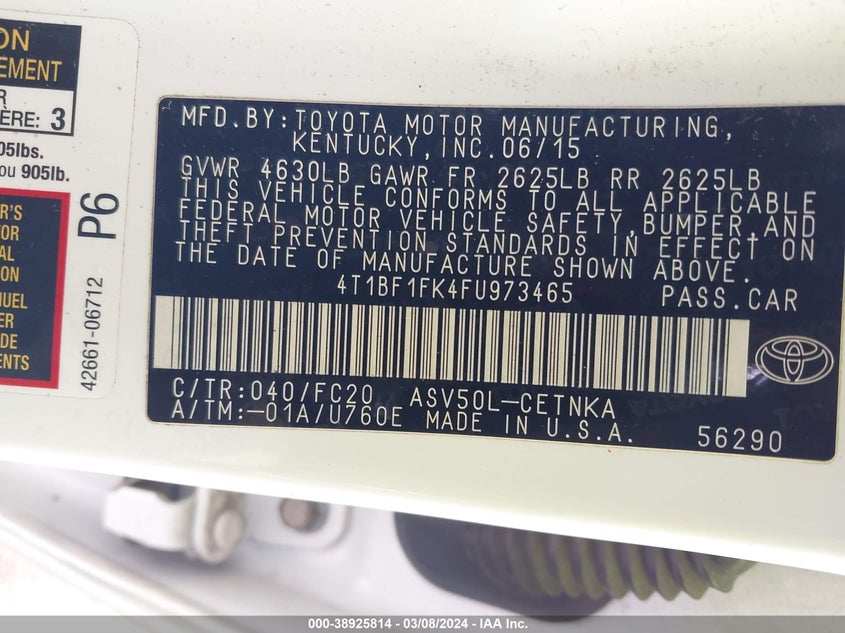 ON
EMENT
R
ÈRE: 3
05lbs.
ou 905lb.
R'S
TOR
AL
ION
NUEL
ER
DE
ENTS
P6
42661-06712
MFD.BY:TOYOTA MOTOR MANUFACTURING,
KENTUCKY,INC.06/15
GVWR 4630LB GAWR FR 2625LB RR 2625LB
THIS VEHICLE CONFORMS TO ALL APPLICABLE
FEDERAL MOTOR VEHICLE SAFETY,BUMPER,AND
THEFT PREVENTION STANDARDS IN EFFECT ON
THE DATE OF MANUFACTURE SHOWN ABOVE.
4T1BF1FK4FU973465 PASS.CAR
C/TR:040/FC20 ASV50L-CETNKA
A/TM:-01A/U760E MADE IN U.S.A.
56290
000-38925814 - 03/08/2024 - IAA Inc.